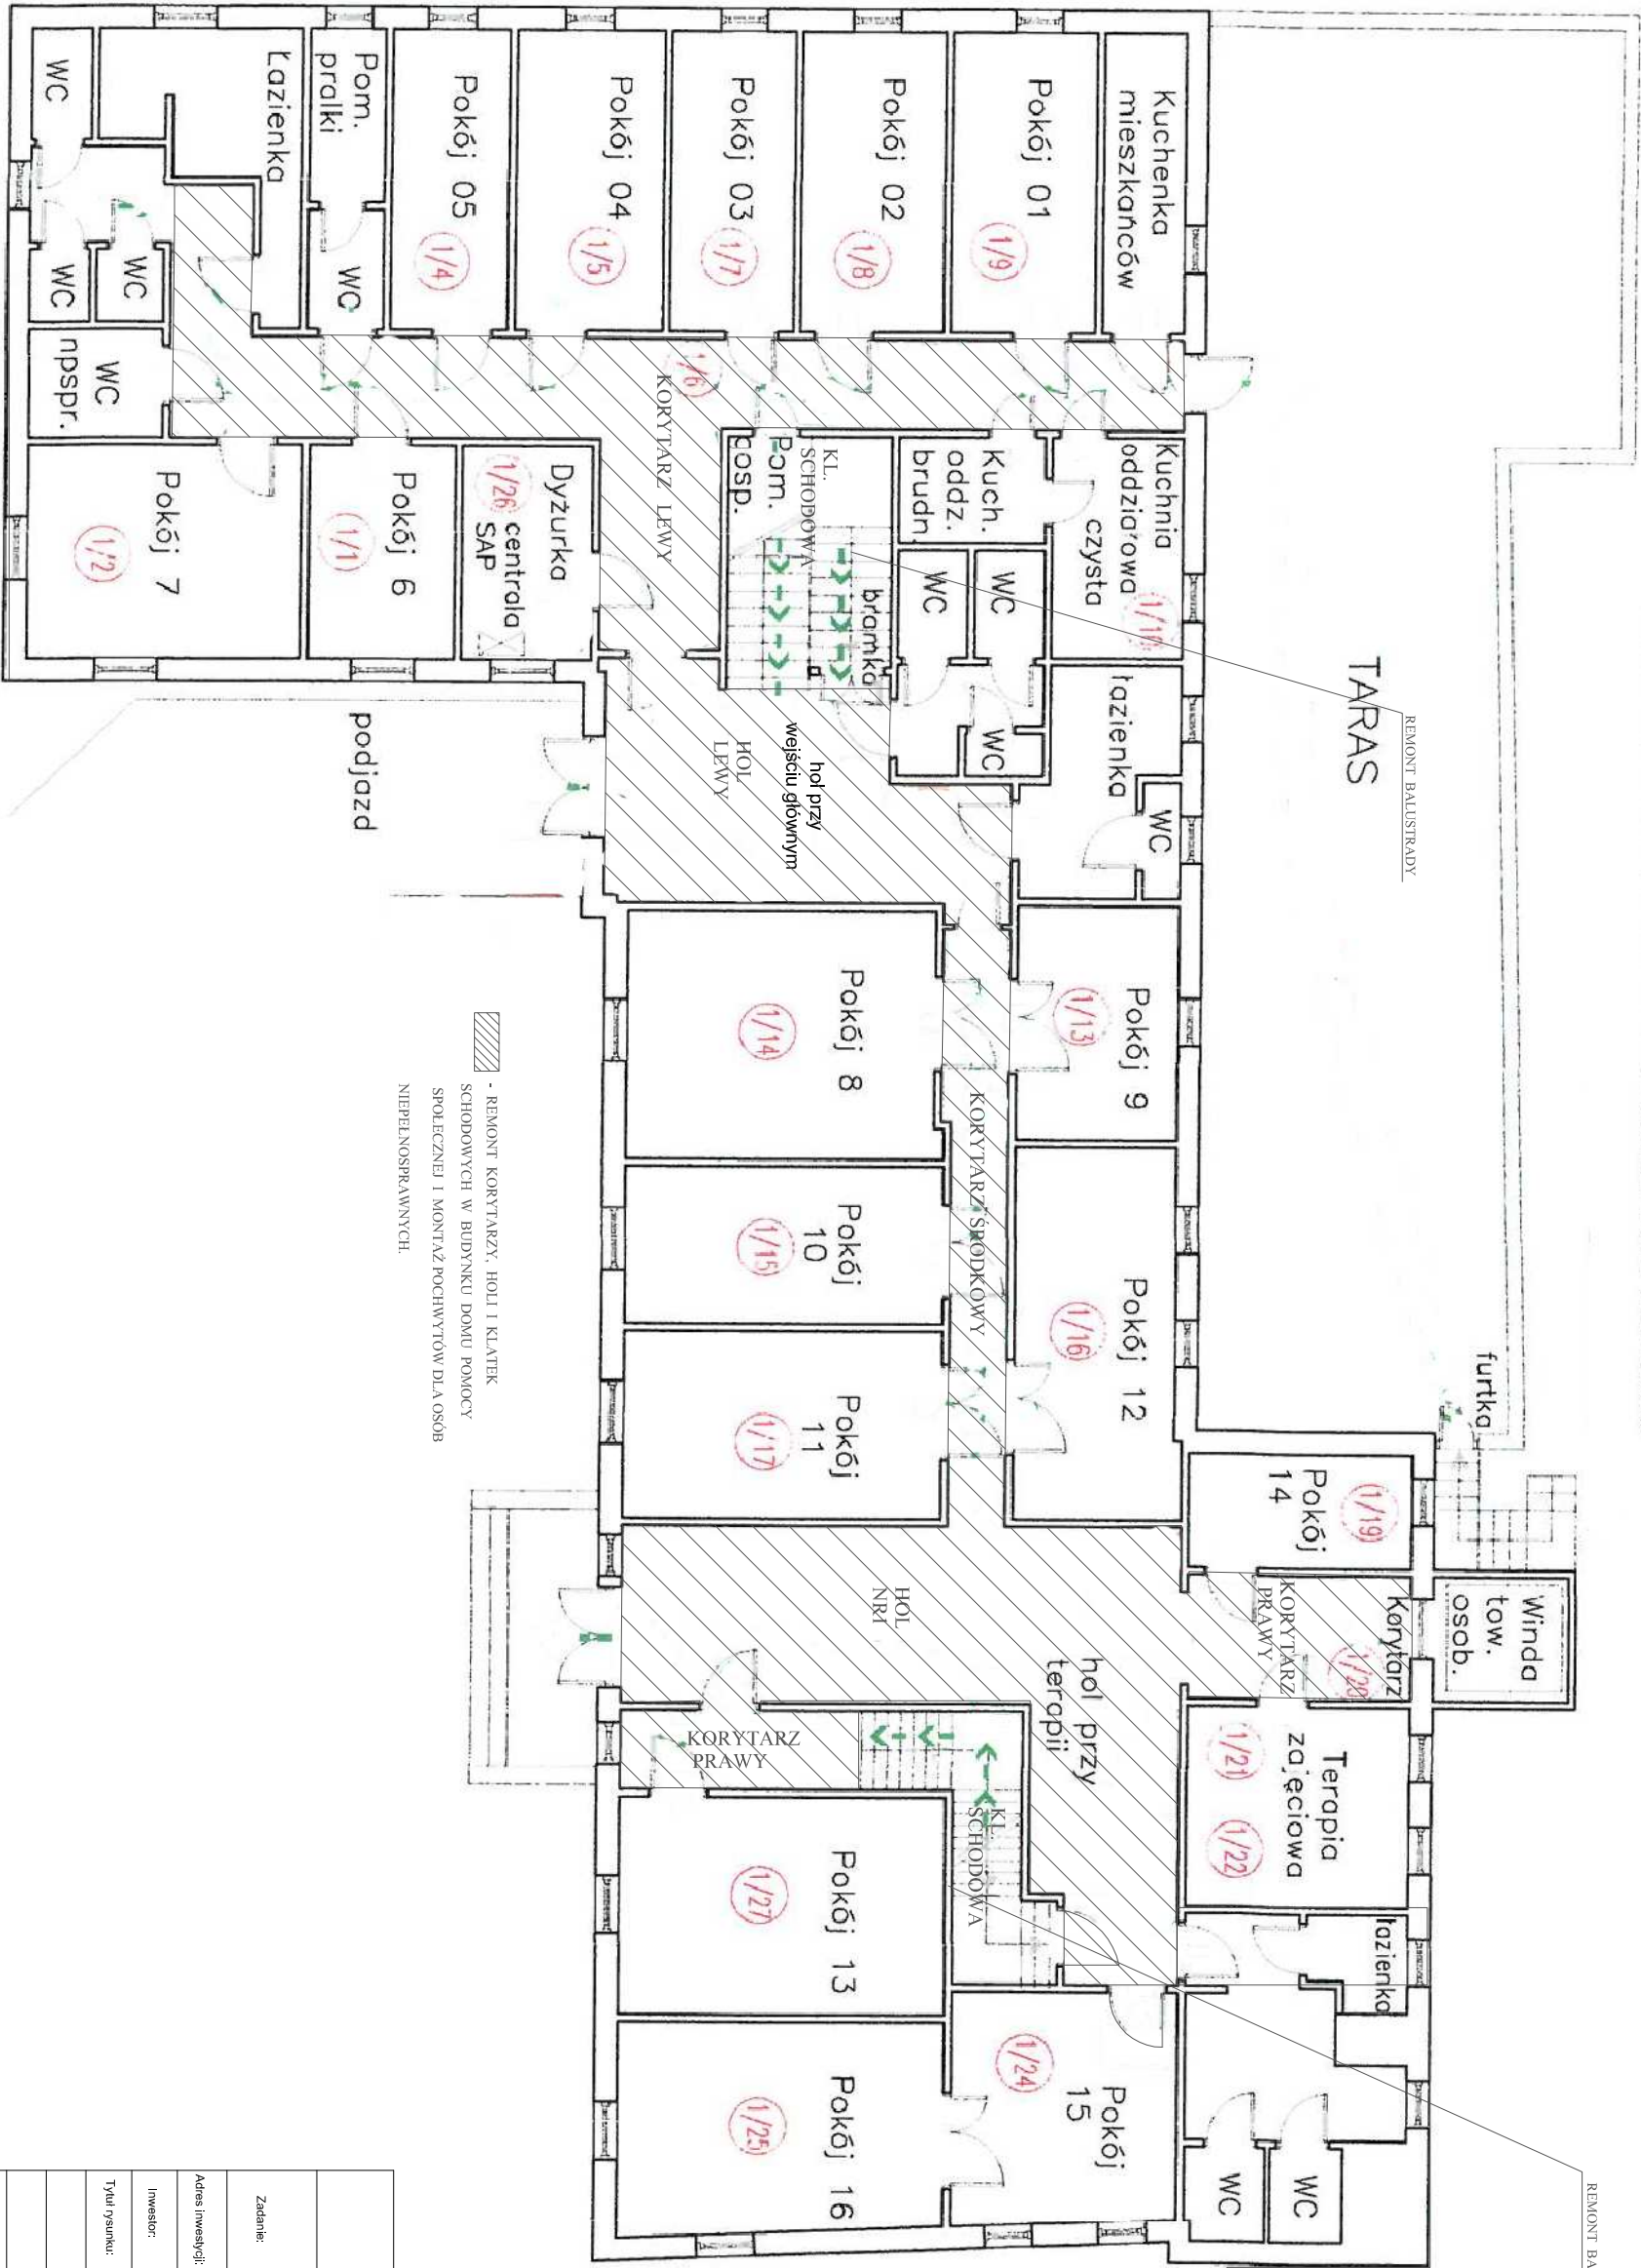 TARAS
REMONT BALUSTRADY
furtka
Winda
tow.
osob.
Kuchenka
mieszkańców
Pokój 01
1/9
Pokój 02
1/8
Pokój 03
1/7
Pokój 04
1/5
Pokój 05
1/4
Pom.
pralki
WC
Łazienka
WC
WC
WC
WC
npspr.
1/6
KORYTARZ LEWY
Kuchnia
oddziałowa
czysta
1/10
Kuch.
oddz.
brudn.
WC
WC
WC
KL.
SCHODOWA
Pom.
gosp.
bramka
Dyżurka
1/26
centrala
SAP
Pokój 6
1/1
Pokój 7
1/2
łazienka
WC
HOL
LEWY
hol przy
wejściu głównym
podjazd
Pokój 9
1/13
Pokój 8
1/14
KORYTARZ ŚRODKOWY
Pokój
10
1/15
Pokój
11
1/17
Pokój 12
1/16
Pokój
14
1/19
Korytarz
1/20
KORYTARZ
PRAWY
HOL
NR1
hol przy
terapii
Terapia
zajęciowa
1/21
1/22
KORYTARZ
PRAWY
KL.
SCHODOWA
łazienka
WC
WC
Pokój 13
1/27
Pokój
15
1/24
Pokój 16
1/25
REMONT BA
- REMONT KORYTARZY, HOLI I KLATEK
SCHODOWYCH W BUDYNKU DOMU POMOCY
SPOŁECZNEJ I MONTAŻ POCHWYTÓW DLA OSÓB
NIEPEŁNOSPRAWNYCH.
Zadanie:
Adres inwestycji:
Inwestor:
Tytuł rysunku: